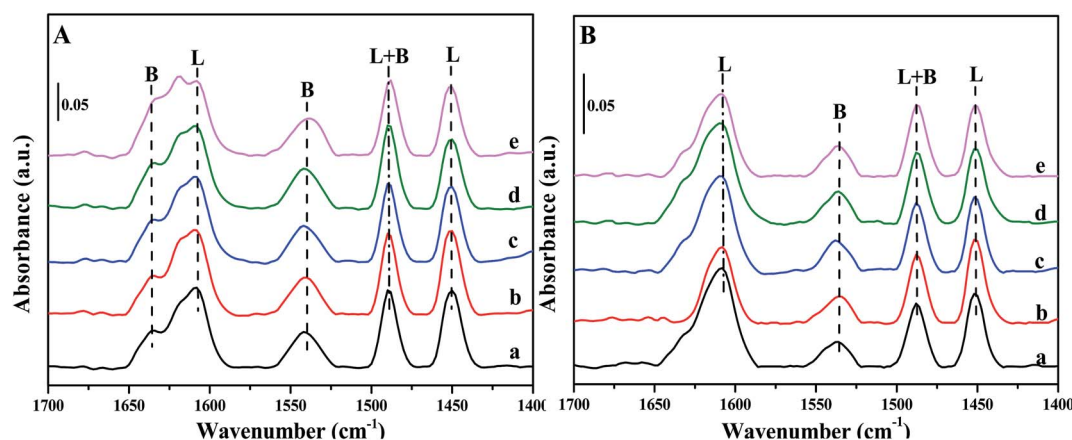 A
B
L
B
L+B
L
0.05
e
d
c
b
a
Absorbance (a.u.)
1700
1650
1600
1550
1500
1450
1400
Wavenumber (cm⁻¹)
B
L
B
L+B
L
0.05
e
d
c
b
a
Absorbance (a.u.)
1700
1650
1600
1550
1500
1450
1400
Wavenumber (cm⁻¹)